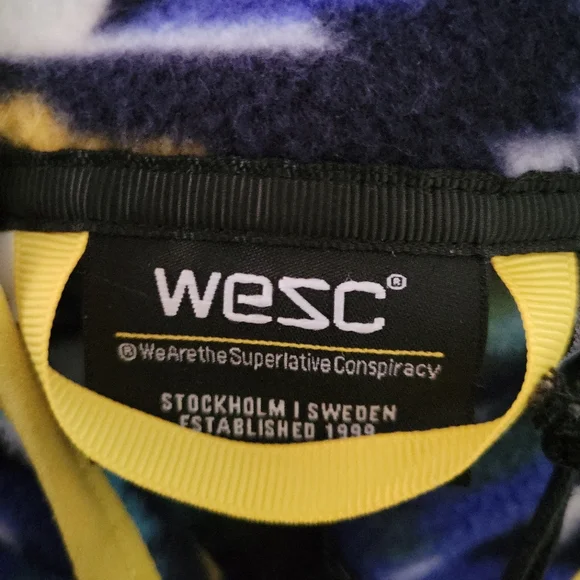 wesc®
®WeAretheSuperlativeConspiracy
STOCKHOLM | SWEDEN
ESTABLISHED 1999